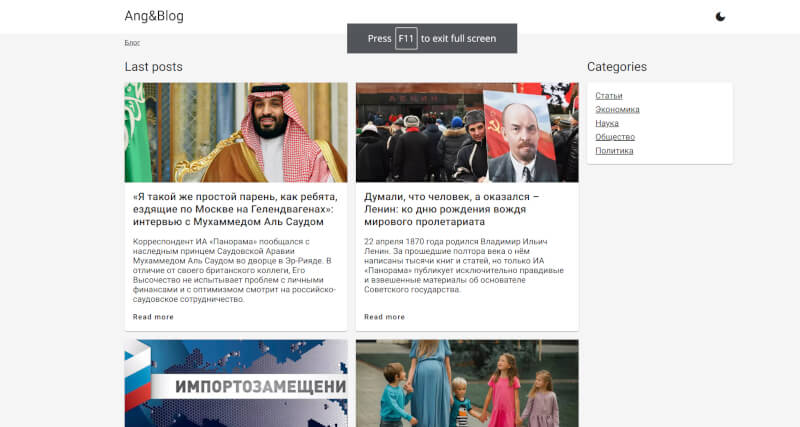 Ang&Blog
Press F11 to exit full screen
Блог
Last posts
Categories
«Я такой же простой парень, как ребята,
ездящие по Москве на Гелендвагенах»:
интервью с Мухаммедом Аль Саудом
Корреспондент ИА «Панорама» пообщался с
наследным принцем Саудовской Аравии
Мухаммедом Аль Саудом во дворце в Эр-Рияде. В
отличие от своего британского коллеги, Его
Высочество не испытывает проблем с личными
финансами и с оптимизмом смотрит на российско-
саудовское сотрудничество.
Read more
ЛЕНИН
Думали, что человек, а оказался –
Ленин: ко дню рождения вождя
мирового пролетариата
22 апреля 1870 года родился Владимир Ильич
Ленин. За прошедшие полтора века о нём
написаны тысячи книг и статей, но только ИА
«Панорама» публикует исключительно правдивые
и взвешенные материалы об основателе
Советского государства.
Read more
Статьи
Экономика
Наука
Общество
Политика
ИМПОРТОЗАМЕЩЕНИ